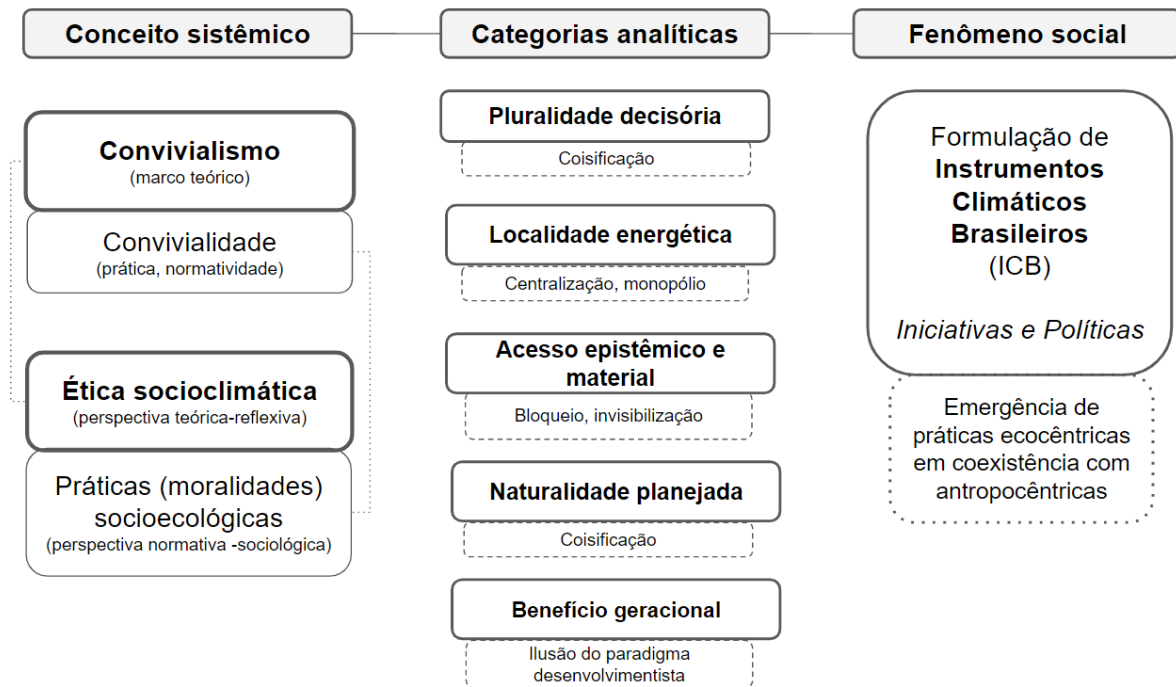 Conceito sistêmico
Categorias analíticas
Fenômeno social
Convivialismo
(marco teórico)
Convivialidade
(prática, normatividade)
Ética socioclimática
(perspectiva teórica-reflexiva)
Práticas (moralidades)
socioecológicas
(perspectiva normativa -sociológica)
Pluralidade decisória
Coisificação
Localidade energética
Centralização, monopólio
Acesso epistêmico e
material
Bloqueio, invisibilização
Naturalidade planejada
Coisificação
Benefício geracional
Ilusão do paradigma
desenvolvimentista
Formulação de
Instrumentos
Climáticos
Brasileiros
(ICB)
Iniciativas e Políticas
Emergência de
práticas ecocêntricas
em coexistência com
antropocêntricas